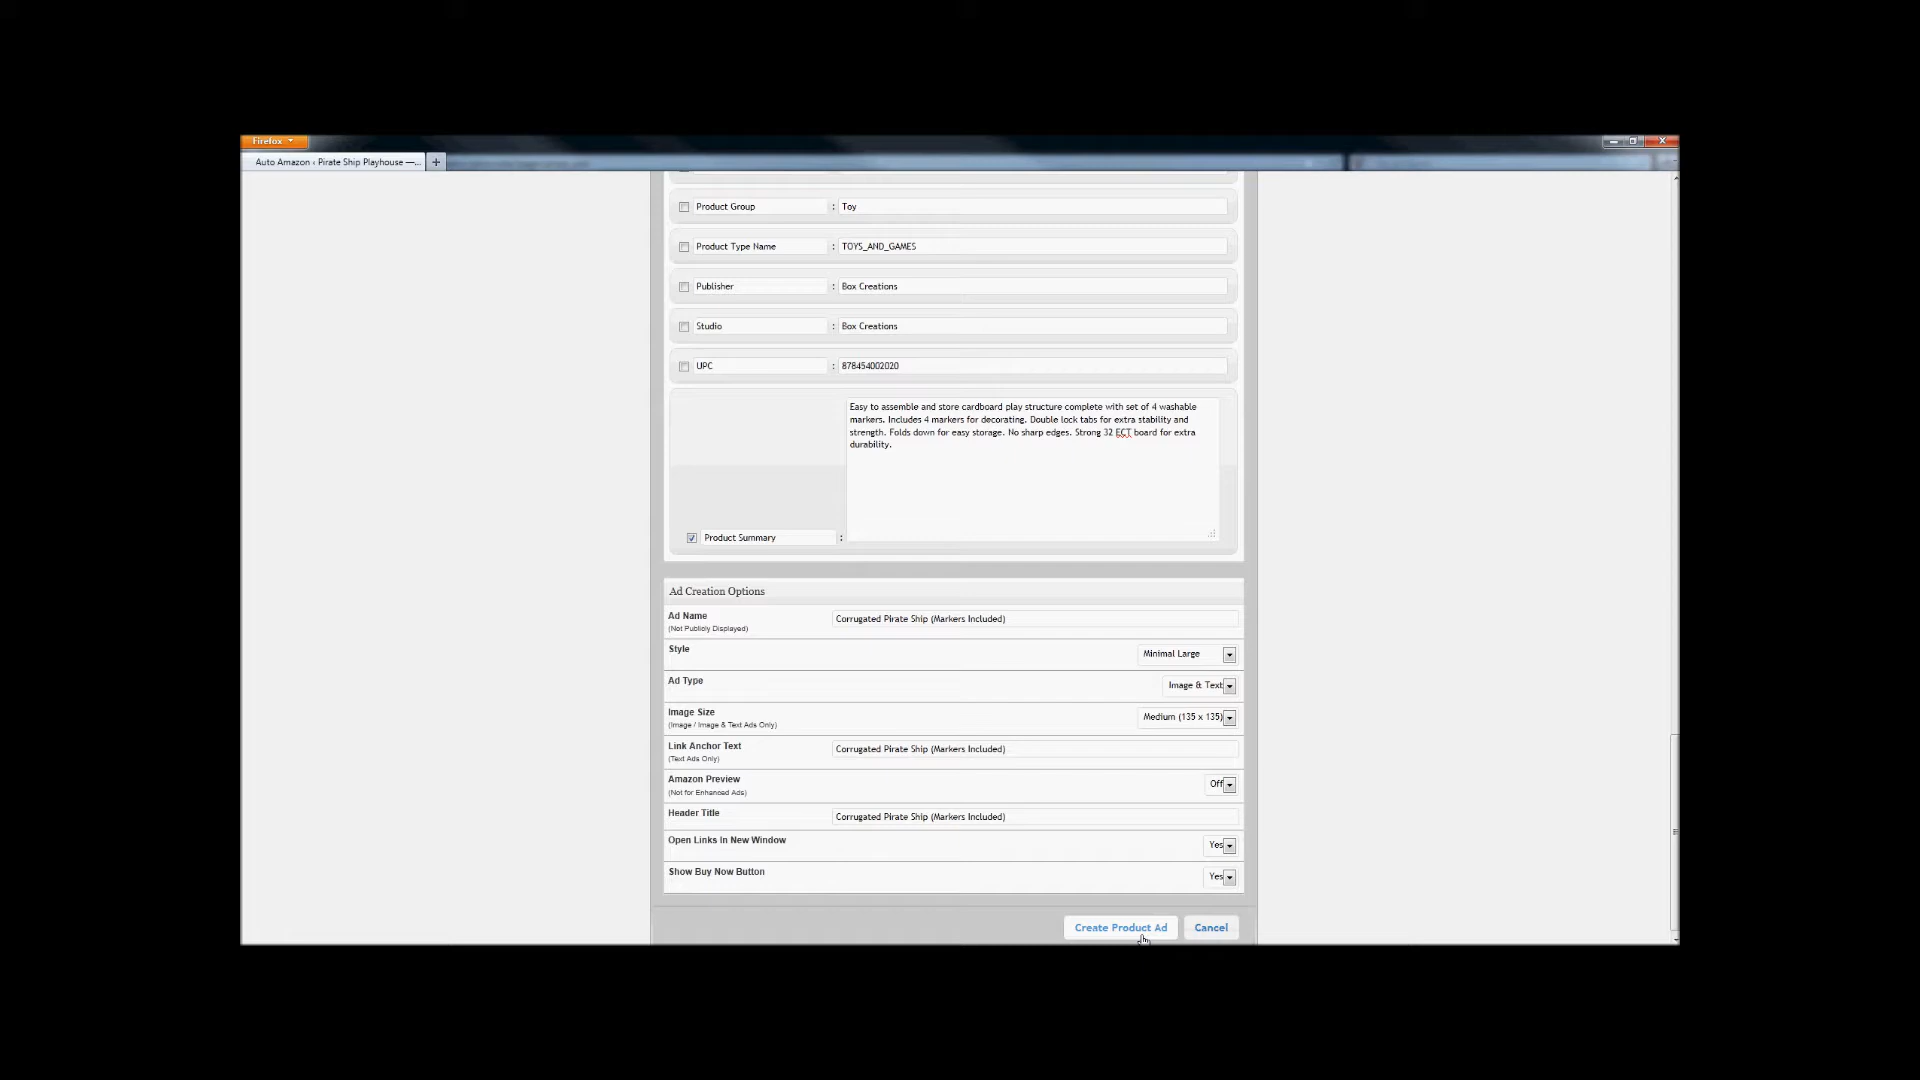 Firefox
Auto Amazon ‹ Pirate Ship Playhouse —...
+
Product Group : Toy
Product Type Name : TOYS_AND_GAMES
Publisher : Box Creations
Studio : Box Creations
UPC : 878454002020
Easy to assemble and store cardboard play structure complete with set of 4 washable
markers. Includes 4 markers for decorating. Double lock tabs for extra stability and
strength. Folds down for easy storage. No sharp edges. Strong 32 ECT board for extra
durability.
Product Summary :
Ad Creation Options
Ad Name Corrugated Pirate Ship (Markers Included)
(Not Publicly Displayed)
Style Minimal Large
Ad Type Image & Text
Image Size Medium (135 x 135)
(Image / Image & Text Ads Only)
Link Anchor Text Corrugated Pirate Ship (Markers Included)
(Text Ads Only)
Amazon Preview Off
(Not for Enhanced Ads)
Header Title Corrugated Pirate Ship (Markers Included)
Open Links In New Window Yes
Show Buy Now Button Yes
Create Product Ad Cancel